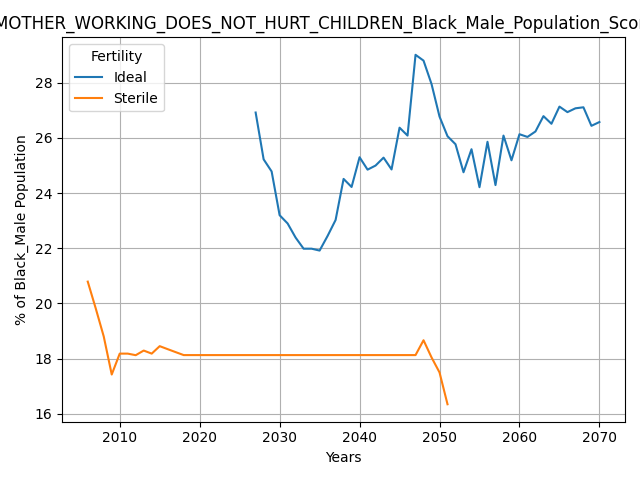 MOTHER_WORKING_DOES_NOT_HURT_CHILDREN_Black_Male_Population_Scor
Fertility
Ideal
Sterile
% of Black_Male Population
28
26
24
22
20
18
16
2010 2020 2030 2040 2050 2060 2070
Years